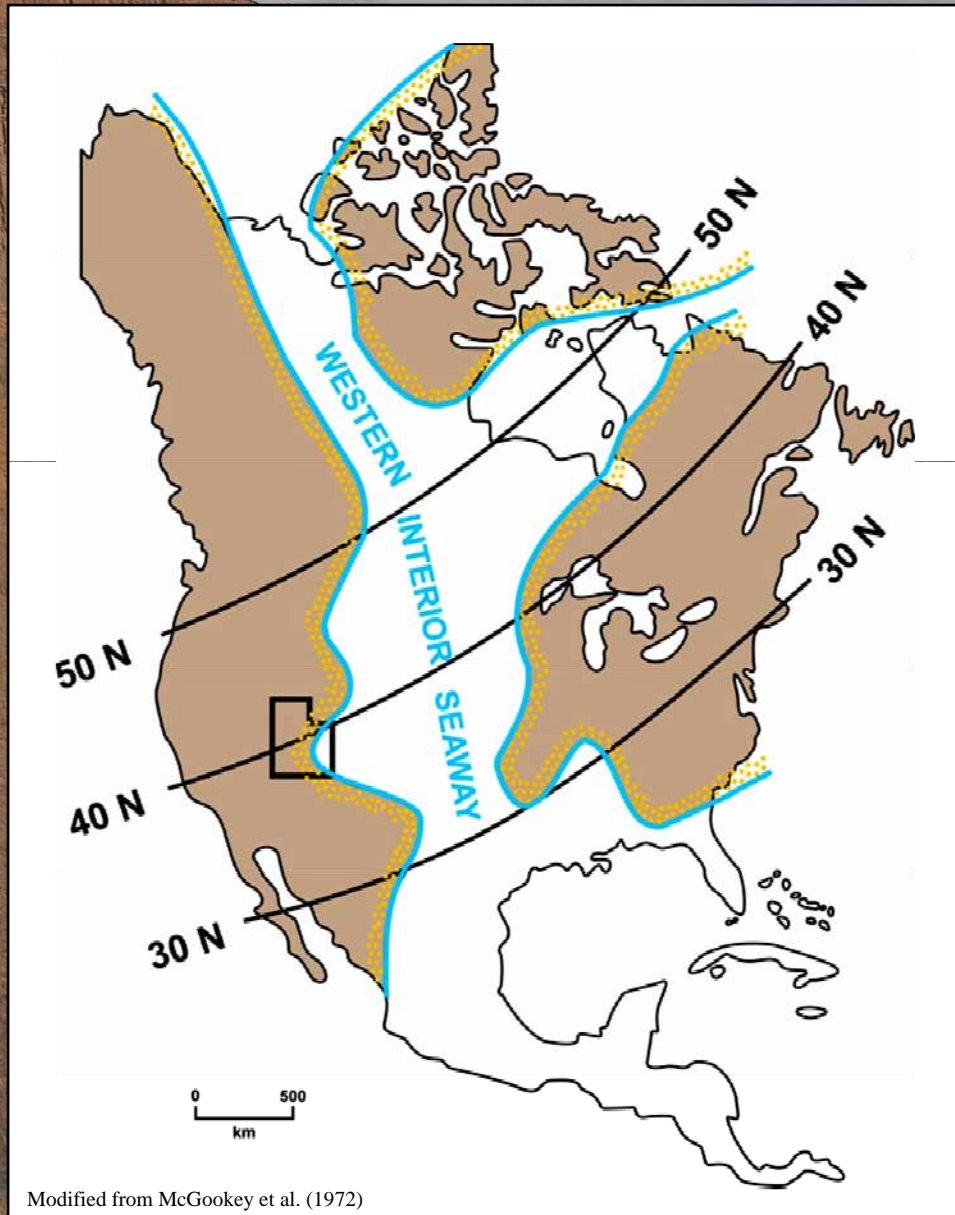 50 N
40 N
30 N
WESTERN INTERIOR SEAWAY
50 N
40 N
30 N
0 500
km
Modified from McGookey et al. (1972)